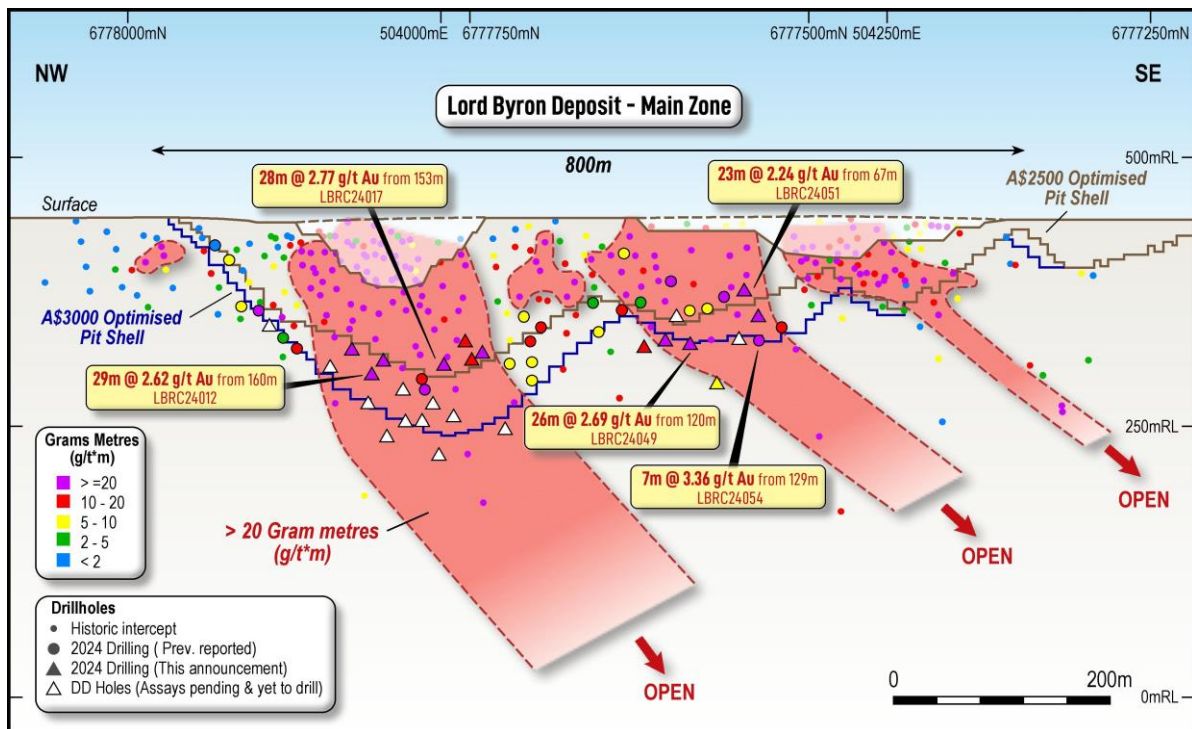 6778000mN
504000mE
6777750mN
6777500mN
504250mE
6777250mN
NW
SE
Lord Byron Deposit - Main Zone
800m
500mRL
Surface
28m @ 2.77 g/t Au from 153m
LBRC24017
23m @ 2.24 g/t Au from 67m
LBRC24051
A$2500 Optimised
Pit Shell
A$3000 Optimised
Pit Shell
29m @ 2.62 g/t Au from 160m
LBRC24012
26m @ 2.69 g/t Au from 120m
LBRC24049
7m @ 3.36 g/t Au from 129m
LBRC24054
250mRL
Grams Metres
(g/t*m)
> =20
10 - 20
5 - 10
2 - 5
< 2
> 20 Gram metres
(g/t*m)
OPEN
OPEN
OPEN
Drillholes
Historic intercept
2024 Drilling ( Prev. reported)
2024 Drilling (This announcement)
DD Holes (Assays pending & yet to drill)
0
200m
0mRL